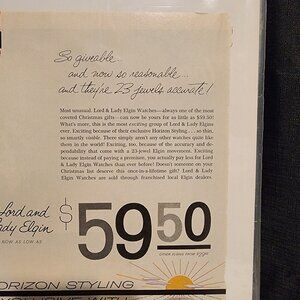 So giveable...
and now so reasonable...
and they're 23 jewels accurate!
Most unusual. Lord & Lady Elgin Watches—always one of the most
coveted Christmas gifts—can now be yours for as little as $59.50!
What's more, this is the most exciting group of Lord & Lady Elgins
ever. Exciting because of their exclusive Horizon Styling . . . so thin,
so smartly visible. There simply aren't any other watches quite like
them in the world! Exciting, too, because of the accuracy and de-
pendability that come with a 23-jewel Elgin movement. Exciting
because instead of paying a premium, you actually pay less for Lord
& Lady Elgin Watches than ever before! Doesn't someone on your
Christmas list deserve this once-in-a-lifetime gift? Lord & Lady
Elgin Watches are sold through franchised local Elgin dealers.
Lord and
Lady Elgin
NOW AS LOW AS
$59 50
OTHER ELGINS FROM
HORIZON STYLING
WITH